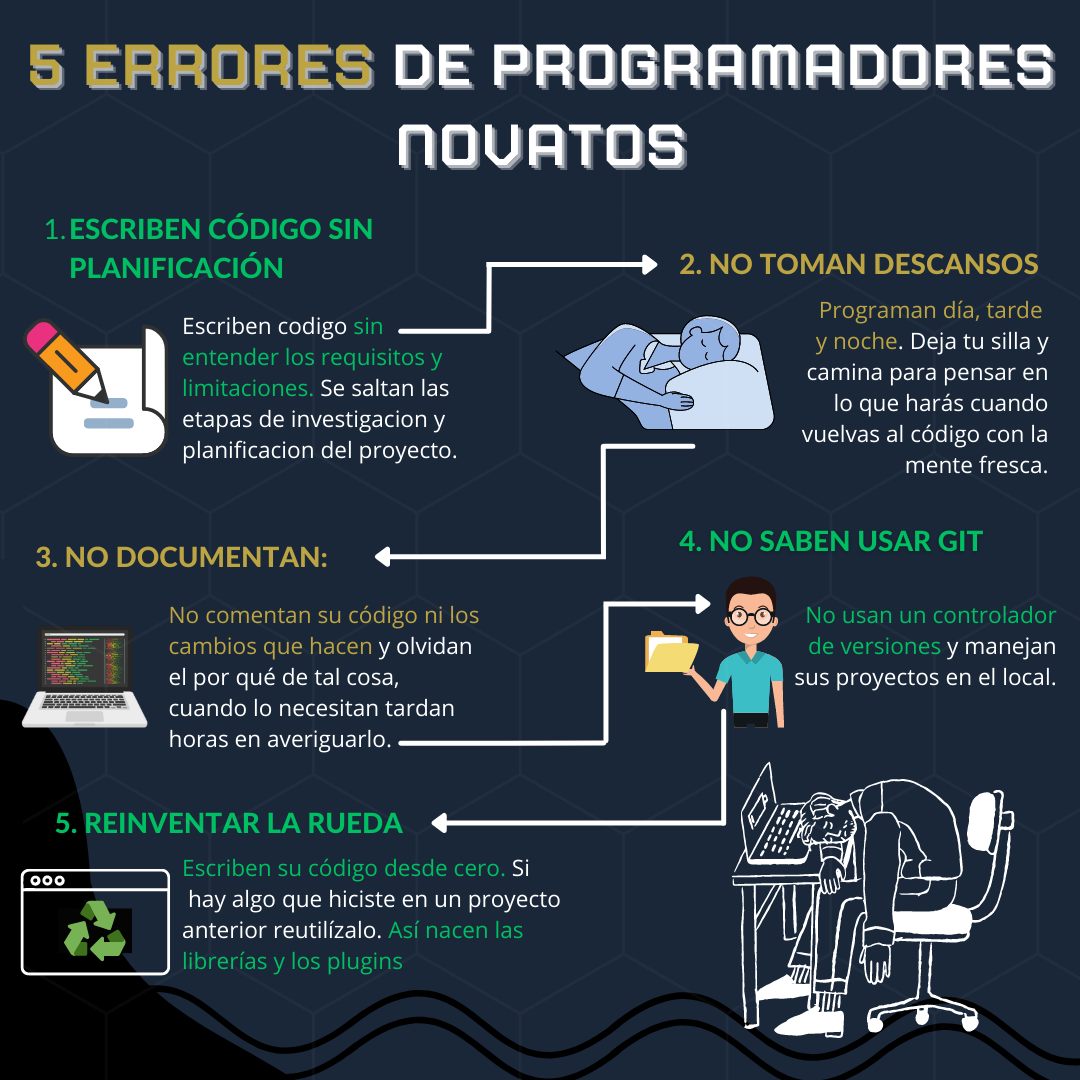 5 ERRORES DE PROGRAMADORES
NOVATOS
1. ESCRIBEN CÓDIGO SIN
PLANIFICACIÓN
Escriben codigo sin
entender los requisitos y
limitaciones. Se saltan las
etapas de investigacion y
planificacion del proyecto.
2. NO TOMAN DESCANSOS
Programan día, tarde
y noche. Deja tu silla y
camina para pensar en
lo que harás cuando
vuelvas al código con la
mente fresca.
3. NO DOCUMENTAN:
No comentan su código ni los
cambios que hacen y olvidan
el por qué de tal cosa,
cuando lo necesitan tardan
horas en averiguarlo.
4. NO SABEN USAR GIT
No usan un controlador
de versiones y manejan
sus proyectos en el local.
5. REINVENTAR LA RUEDA
Escriben su código desde cero. Si
hay algo que hiciste en un proyecto
anterior reutilízalo. Así nacen las
librerías y los plugins